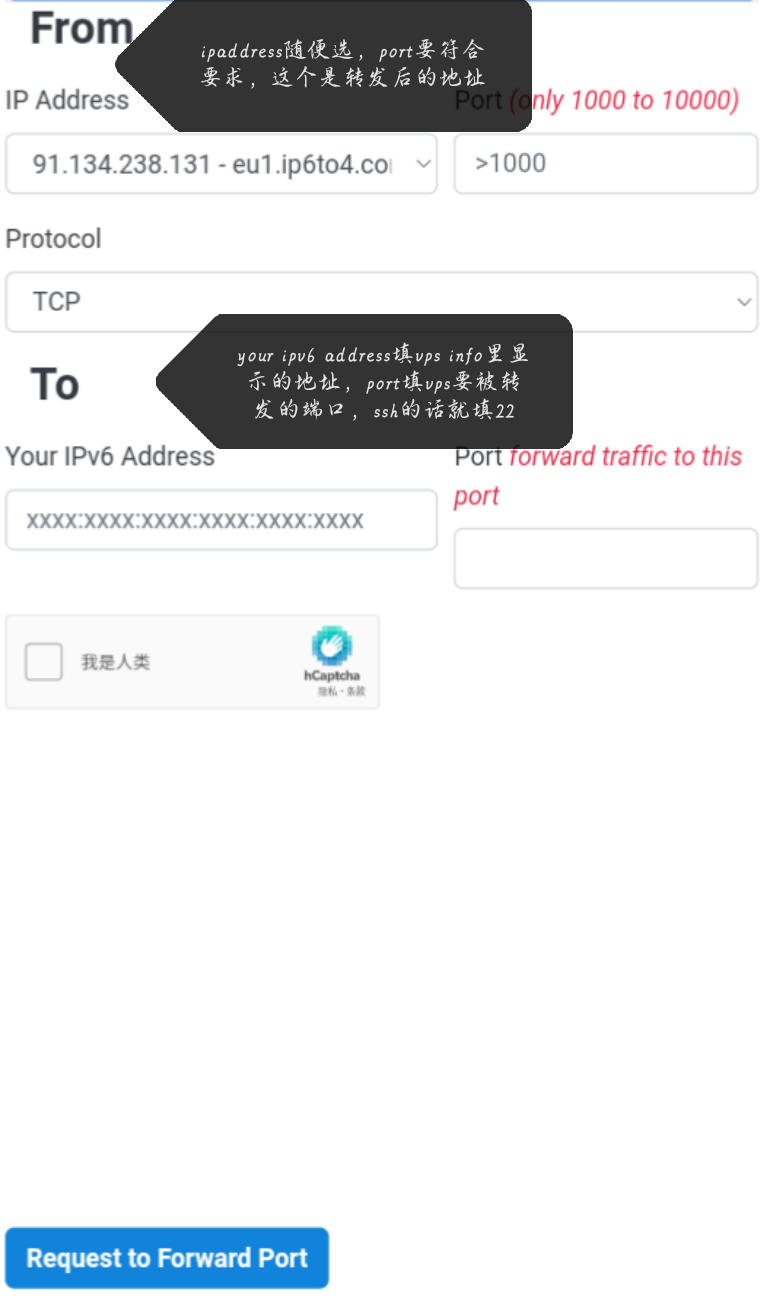 From
ipaddress随便选，port要符合
要求，这个是转发后的地址
IP Address
Port (only 1000 to 10000)
91.134.238.131 - eu1.ip6to4.co
>1000
Protocol
TCP
To
your ipv6 address填vps info里显
示的地址，port填vps要被转
发的端口，ssh的话就填22
Your IPv6 Address
Port forward traffic to this
port
xxxx:xxxx:xxxx:xxxx:xxxx:xxxx
我是人类
hCaptcha
隐私 - 条款
Request to Forward Port